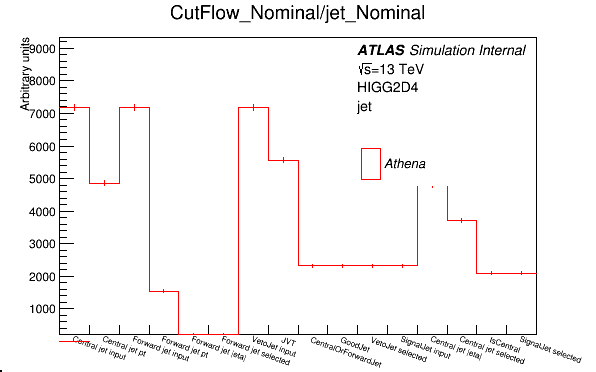 CutFlow_Nominal/jet_Nominal
Arbitrary units
9000
8000
7000
6000
5000
4000
3000
2000
1000
ATLAS Simulation Internal
√s=13 TeV
HIGG2D4
jet
Athena
Central jet input
Central jet pt
Forward jet input
Forward jet pt
Forward jet |eta|
Forward jet selected
VetoJet input
JVT
CentralOrForwardJet
GoodJet
VetoJet selected
SignalJet input
Central jet |eta|
Central jet selected
IsCentral
SignalJet selected